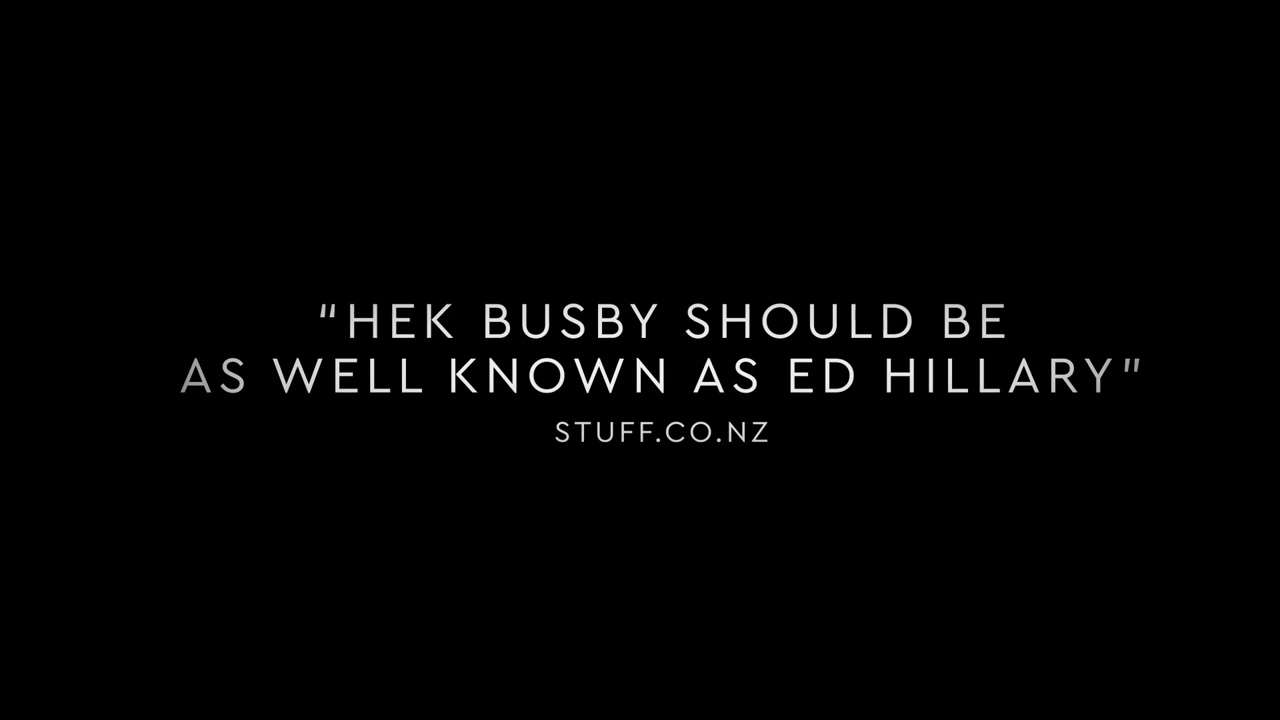 “HEK BUSBY SHOULD BE
AS WELL KNOWN AS ED HILLARY”
STUFF.CO.NZ